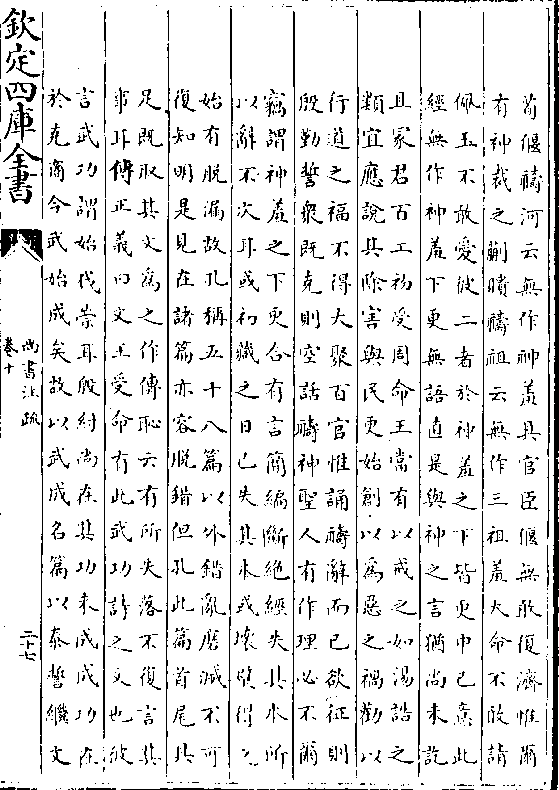 荀偃禱河云無作神羞具官臣偃無敢復濟惟爾
有神裁之蒯聵禱祖云無作三祖羞大命不敢請
佩玉不敢愛彼二者於神羞之下皆更申已意此
經無作神羞下更無語直是與神之言猶尚未訖
且冢君百工初受周命王當有以戒之如湯誥之
類宜應說其除害與民更始創以為惡之禍勸以
行道之福不得大聚百官惟誦禱辭而已欲征則
殷勤誓衆既克則空話禱神聖人有作理必不爾
竊謂神羞之下更合有言簡編斷絶經失其本所
以辭不次耳或初藏之日已失其本或壞壁得之
始有脱漏故孔稱五十八篇以外錯亂磨滅不可
復知明是見在諸篇亦容脱錯但孔此篇首尾具
足既取其文為之作傳恥云有所失落不復言其
事耳傳正義曰文王受命有此武功詩之文也彼
言武功謂始伐崇耳殷紂尚在其功未成成功在
於克商今武始成矣故以武成名篇以泰誓繼文
欽定四庫全書
尚書注疏
卷十
二十七